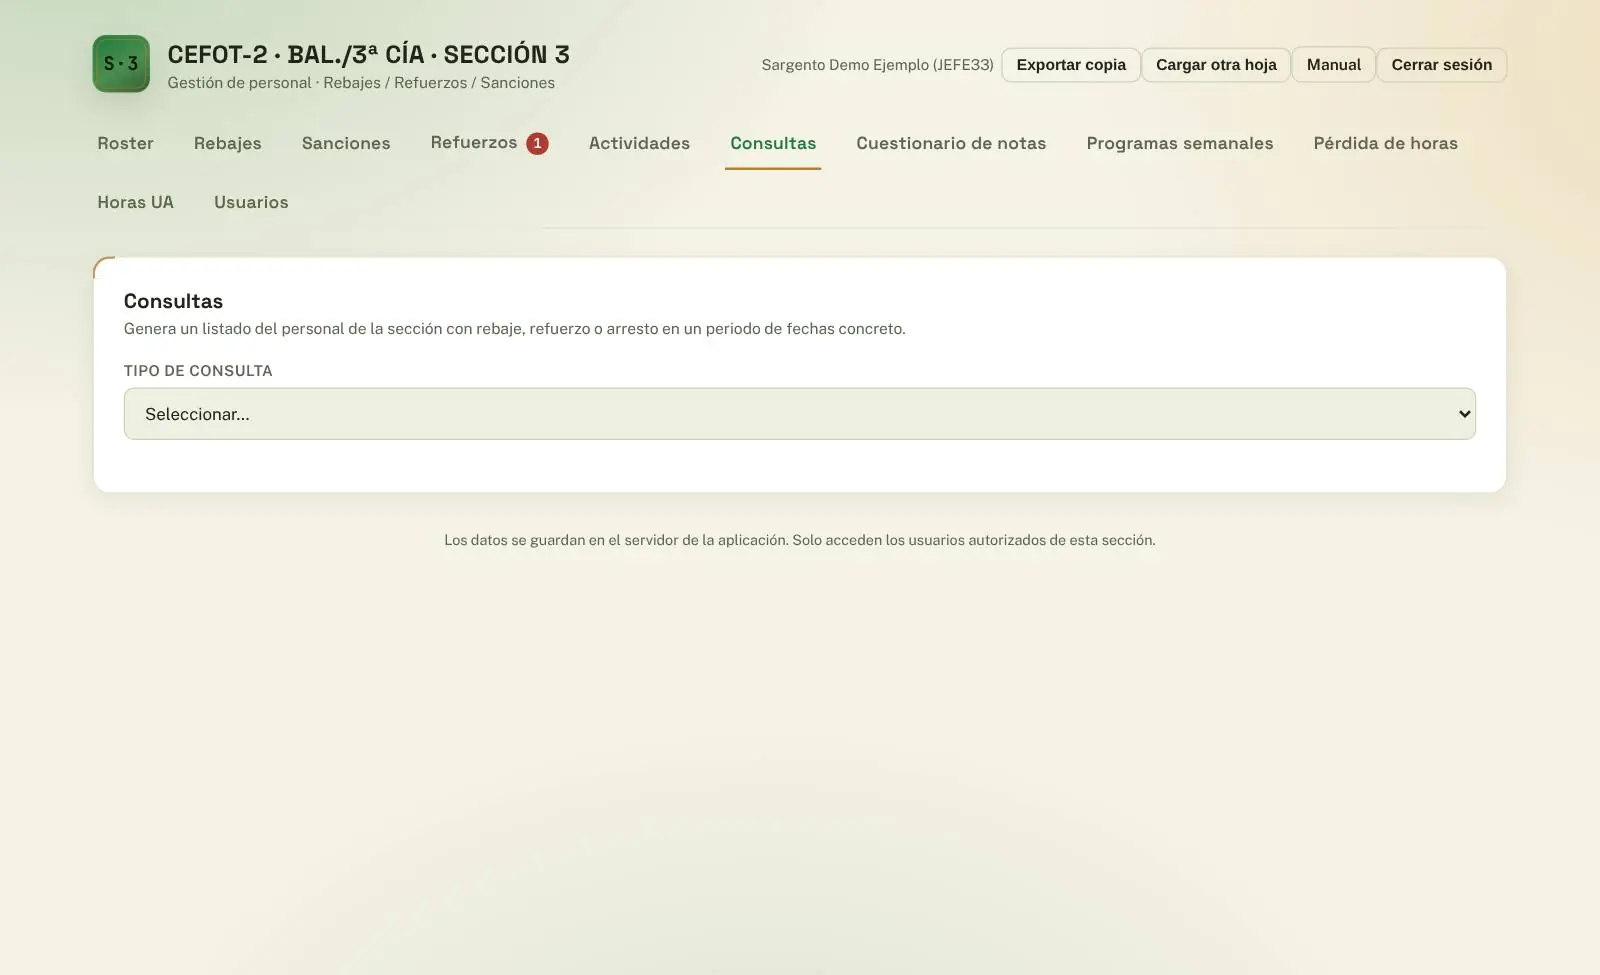 S·3
CEFOT-2 · BAL./3ª CÍA · SECCIÓN 3
Gestión de personal · Rebajes / Refuerzos / Sanciones
Sargento Demo Ejemplo (JEFE33)
Exportar copia
Cargar otra hoja
Manual
Cerrar sesión
Roster
Rebajes
Sanciones
Refuerzos 1
Actividades
Consultas
Cuestionario de notas
Programas semanales
Pérdida de horas
Horas UA
Usuarios
Consultas
Genera un listado del personal de la sección con rebaje, refuerzo o arresto en un periodo de fechas concreto.
TIPO DE CONSULTA
Seleccionar...
Los datos se guardan en el servidor de la aplicación. Solo acceden los usuarios autorizados de esta sección.